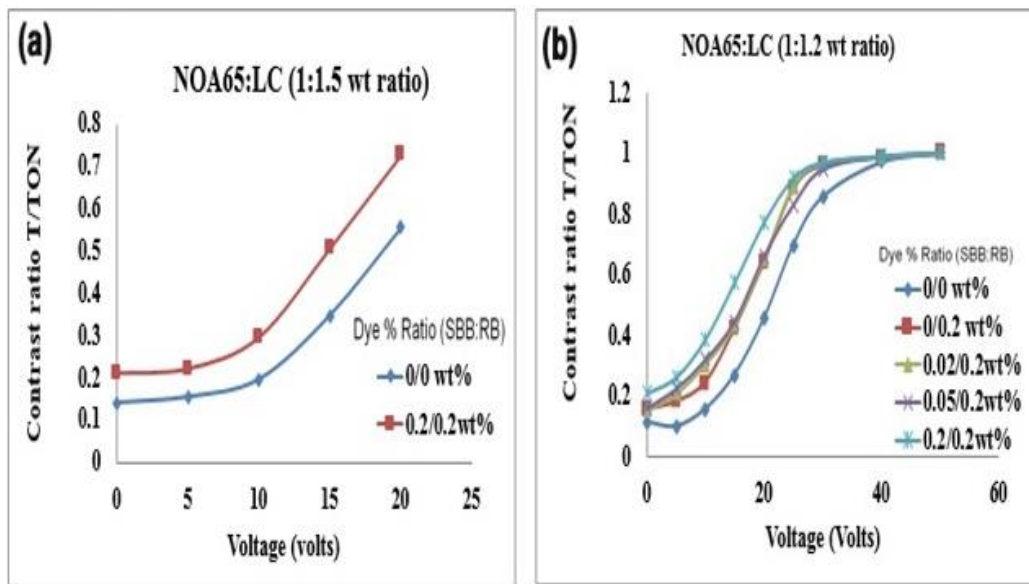 (a)
NOA65:LC (1:1.5 wt ratio)
Contrast ratio T/TON
0.8
0.7
0.6
0.5
0.4
0.3
0.2
0.1
0
0 5 10 15 20 25
Voltage (volts)
Dye % Ratio (SBB:RB)
0/0 wt%
0.2/0.2wt%
(b)
NOA65:LC (1:1.2 wt ratio)
Contrast ratio T/TON
1.2
1
0.8
0.6
0.4
0.2
0
0 20 40 60
Voltage (Volts)
Dye % Ratio (SBB:RB)
0/0 wt%
0/0.2 wt%
0.02/0.2wt%
0.05/0.2wt%
0.2/0.2wt%